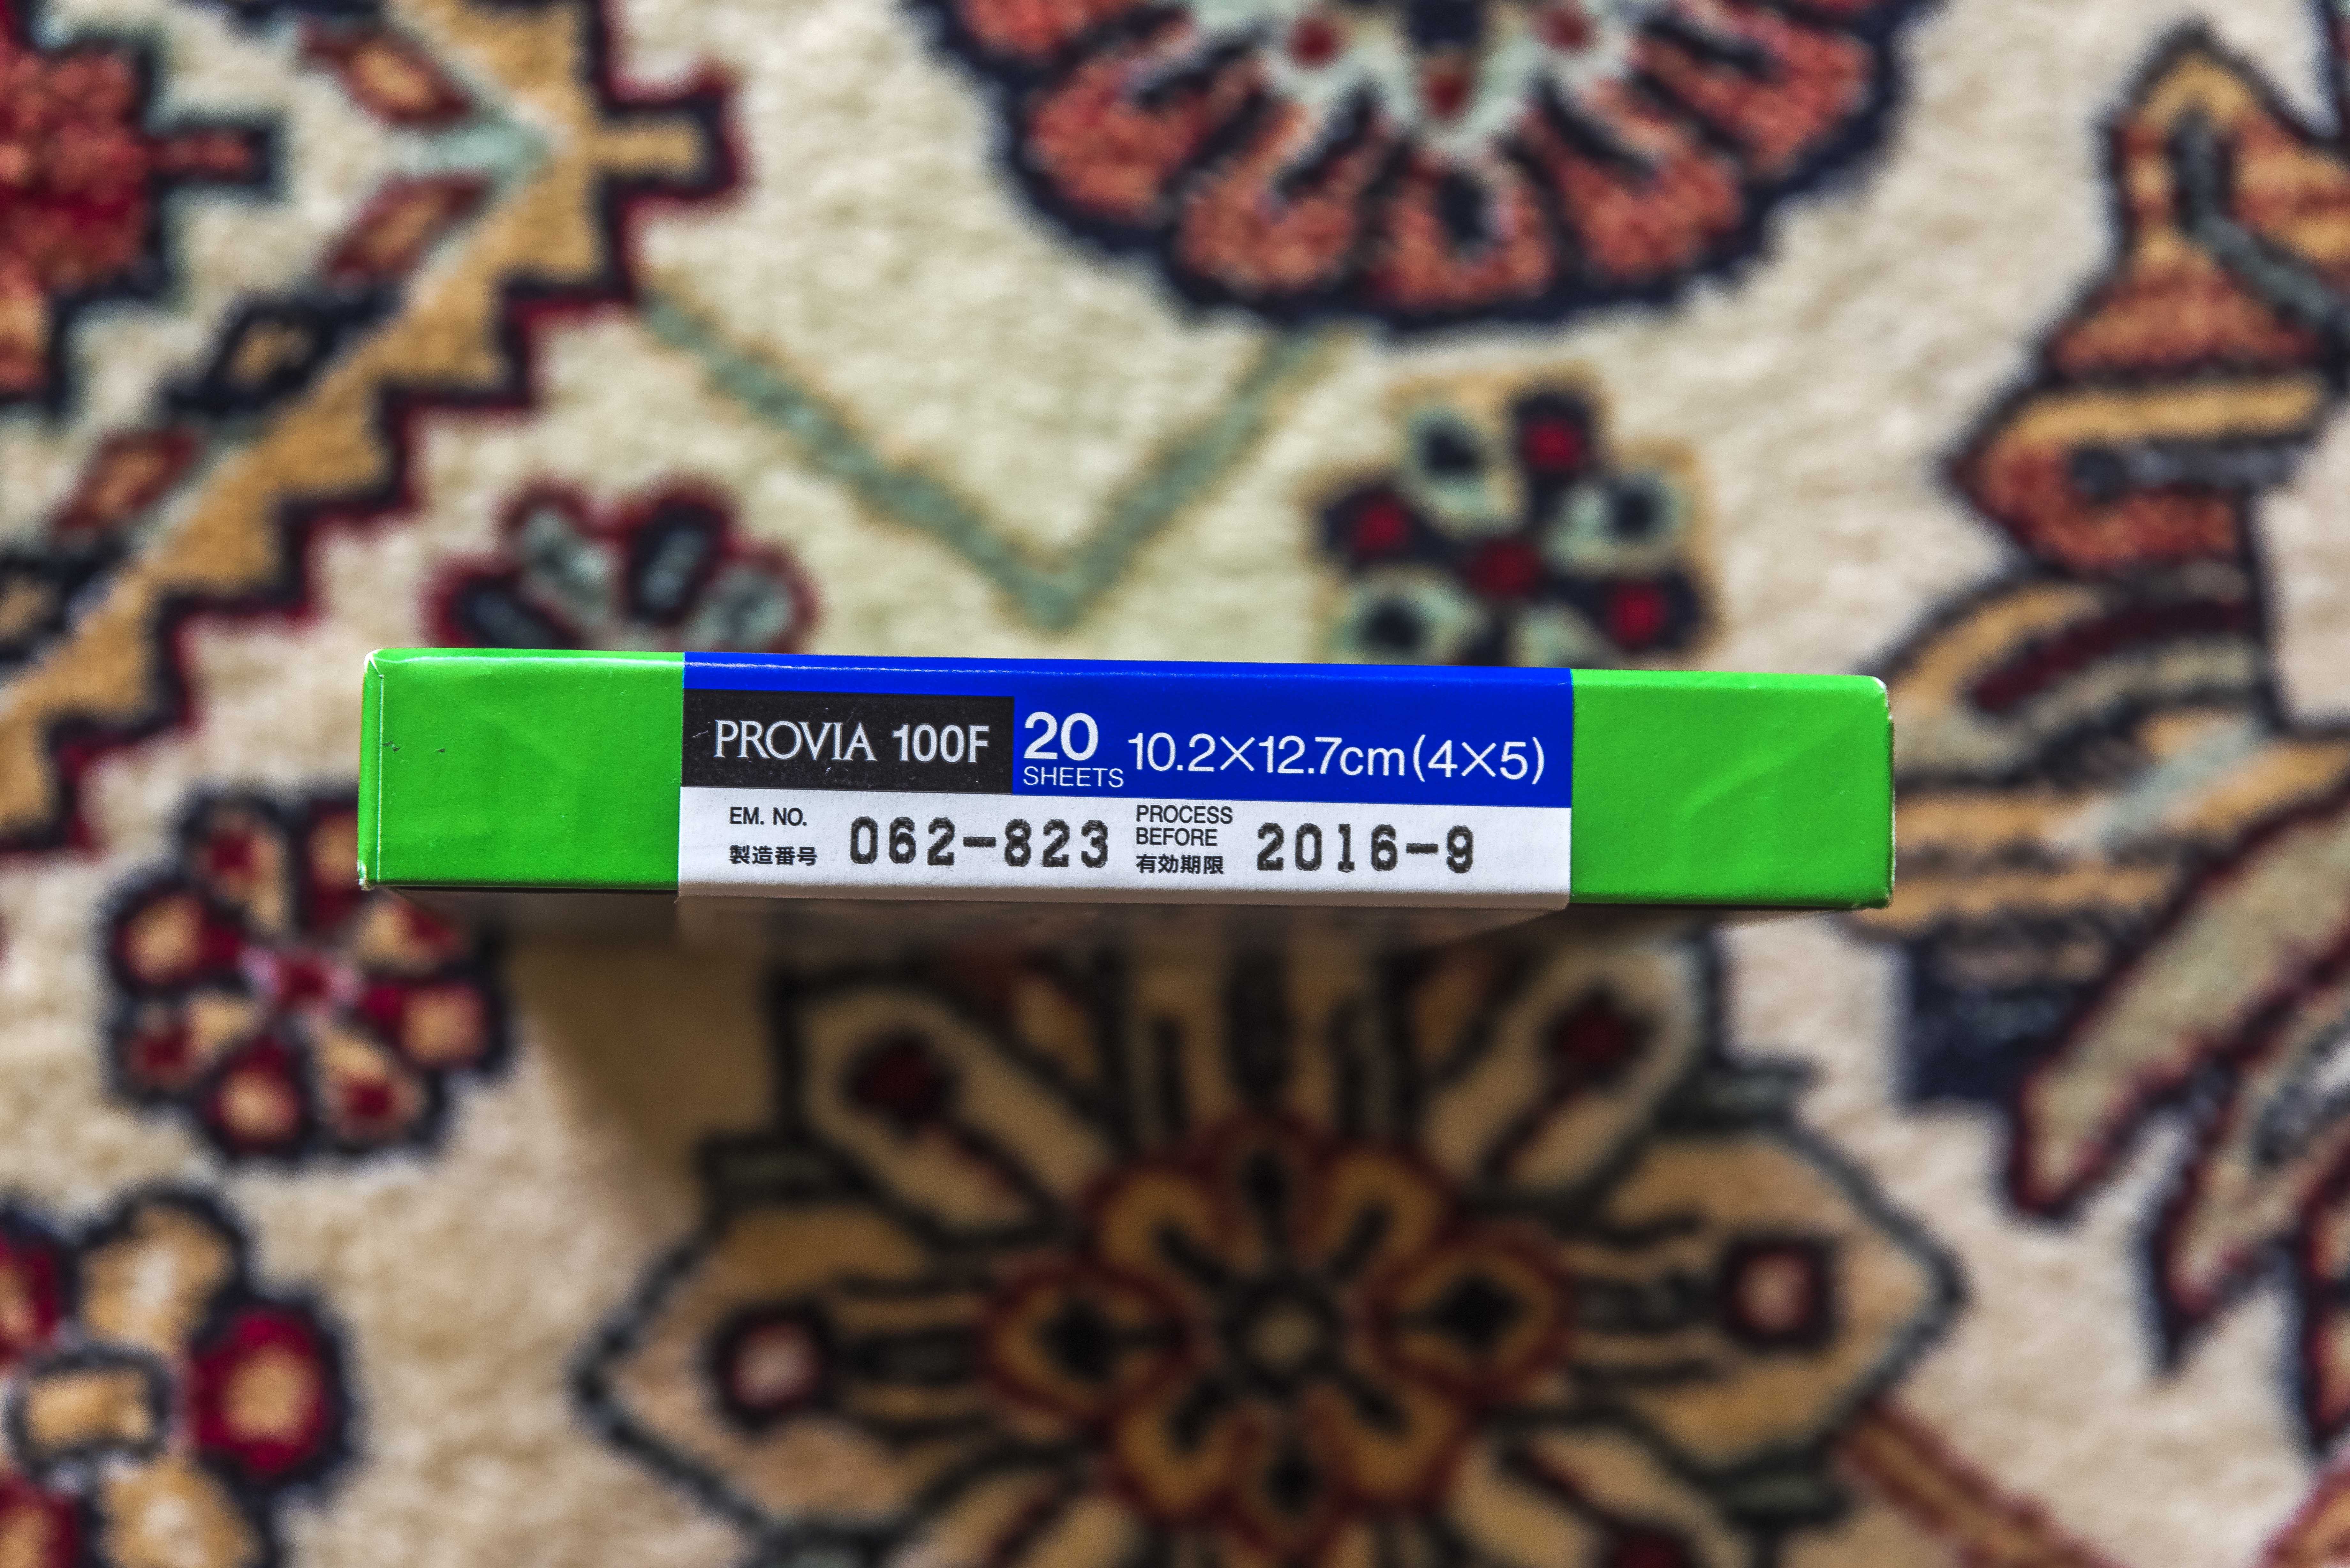 PROVIA 100F 20 SHEETS 10.2×12.7cm(4×5)
EM. NO.
製造番号
062-823
PROCESS
BEFORE
有効期限
2016-9